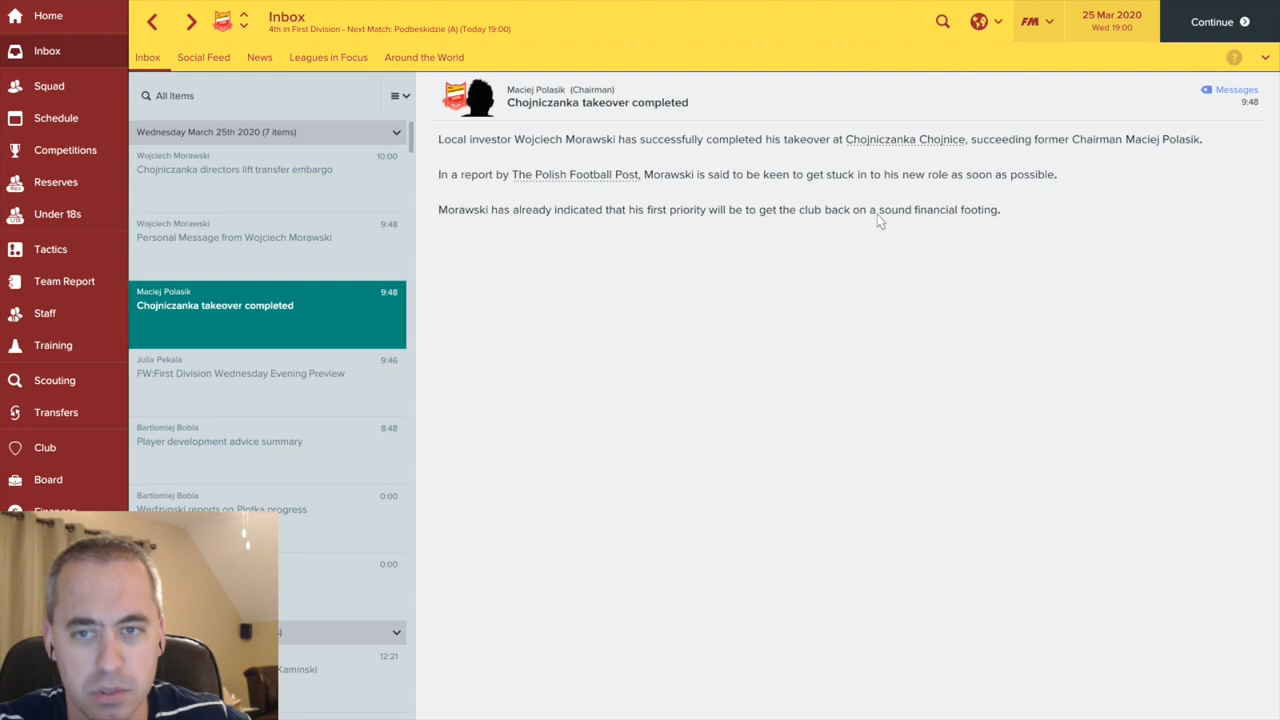 Home
Inbox
Squad
Schedule
Competitions
Reserves
Under 18s
Tactics
Team Report
Staff
Training
Scouting
Transfers
Club
Board
Inbox
4th in First Division - Next Match: Podbeskidzie (A) (Today 19:00)
FM
25 Mar 2020
Wed 19:00
Continue
Inbox
Social Feed
News
Leagues in Focus
Around the World
?
All Items
Wednesday March 25th 2020 (7 items)
Wojciech Morawski
10:00
Chojniczanka directors lift transfer embargo
Wojciech Morawski
9:48
Personal Message from Wojciech Morawski
Maciej Polasik
9:48
Chojniczanka takeover completed
Julia Pekala
9:46
FW:First Division Wednesday Evening Preview
Bartlomiej Bobla
8:48
Player development advice summary
Bartlomiej Bobla
0:00
Wedzynski reports on Plotka progress
0:00
12:21
Kaminski
Maciej Polasik (Chairman)
Chojniczanka takeover completed
Messages
9:48
Local investor Wojciech Morawski has successfully completed his takeover at Chojniczanka Chojnice, succeeding former Chairman Maciej Polasik.
In a report by The Polish Football Post, Morawski is said to be keen to get stuck in to his new role as soon as possible.
Morawski has already indicated that his first priority will be to get the club back on a sound financial footing.